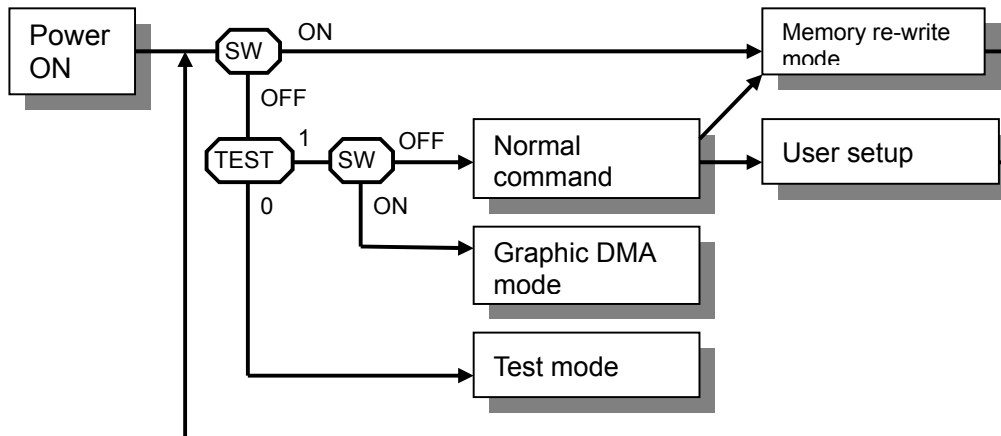 Power
ON
SW
ON
Memory re-write
mode
OFF
TEST
1
SW
OFF
Normal
command
User setup
0
ON
Graphic DMA
mode
Test mode